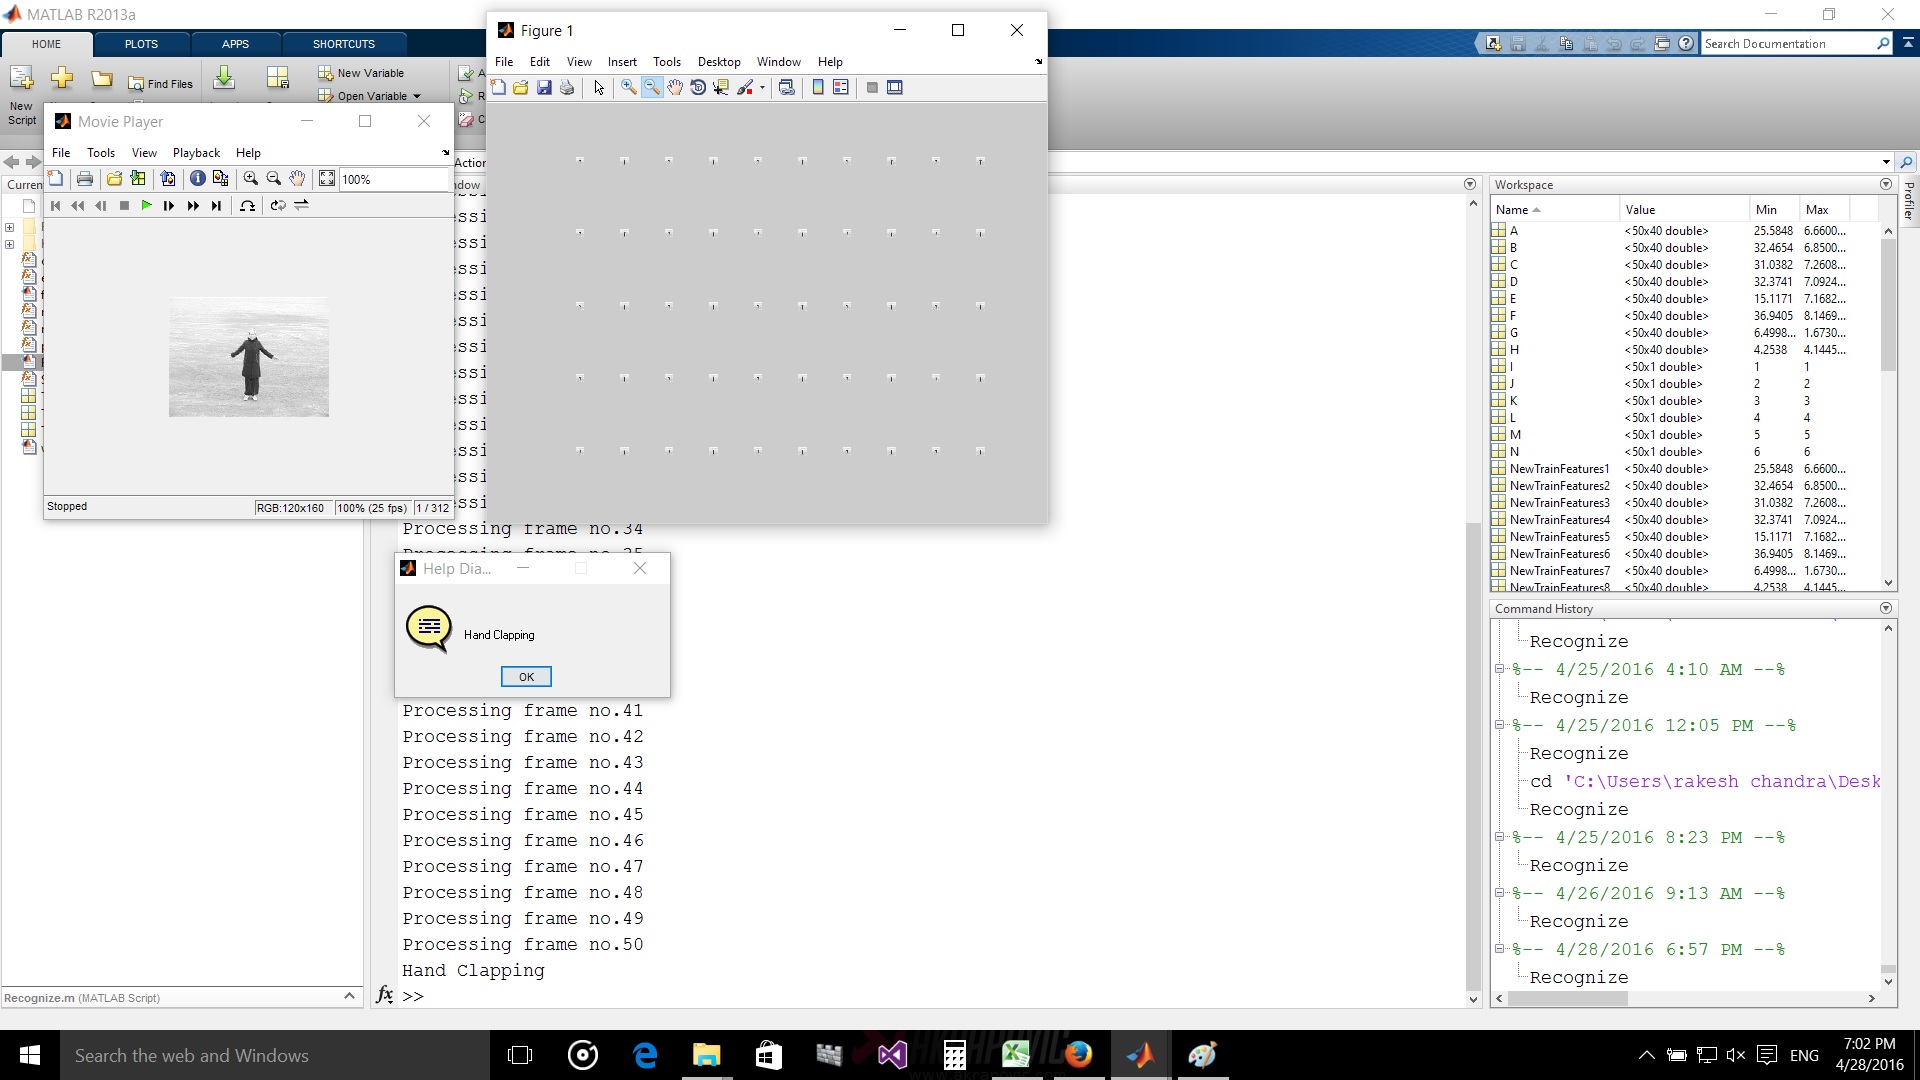 MATLAB R2013a
HOME
PLOTS
APPS
SHORTCUTS
Search Documentation
New
Script
Find Files
New Variable
Open Variable
Figure 1
File Edit View Insert Tools Desktop Window Help
Movie Player
File Tools View Playback Help
100%
Stopped
RGB:120x160
100% (25 fps)
1 / 312
Processing frame no.34
Help Dia...
Hand Clapping
OK
Processing frame no.41
Processing frame no.42
Processing frame no.43
Processing frame no.44
Processing frame no.45
Processing frame no.46
Processing frame no.47
Processing frame no.48
Processing frame no.49
Processing frame no.50
Hand Clapping
fx >>
Recognize.m (MATLAB Script)
Workspace
Profiler
Name Value Min Max
A <50x40 double> 25.5848 6.6600...
B <50x40 double> 32.4654 6.8500...
C <50x40 double> 31.0382 7.2608...
D <50x40 double> 32.3741 7.0924...
E <50x40 double> 15.1171 7.1682...
F <50x40 double> 36.9405 8.1469...
G <50x40 double> 6.4998... 1.6730...
H <50x40 double> 4.2538 4.1445...
I <50x1 double> 1 1
J <50x1 double> 2 2
K <50x1 double> 3 3
L <50x1 double> 4 4
M <50x1 double> 5 5
N <50x1 double> 6 6
NewTrainFeatures1 <50x40 double> 25.5848 6.6600...
NewTrainFeatures2 <50x40 double> 32.4654 6.8500...
NewTrainFeatures3 <50x40 double> 31.0382 7.2608...
NewTrainFeatures4 <50x40 double> 32.3741 7.0924...
NewTrainFeatures5 <50x40 double> 15.1171 7.1682...
NewTrainFeatures6 <50x40 double> 36.9405 8.1469...
NewTrainFeatures7 <50x40 double> 6.4998... 1.6730...
NewTrainFeatures8 <50x40 double> 4.2538 4.1445...
Command History
Recognize
%-- 4/25/2016 4:10 AM --%
Recognize
%-- 4/25/2016 12:05 PM --%
Recognize
cd 'C:\Users\rakesh chandra\Desk
Recognize
%-- 4/25/2016 8:23 PM --%
Recognize
%-- 4/26/2016 9:13 AM --%
Recognize
%-- 4/28/2016 6:57 PM --%
Recognize
Search the web and Windows
ENG
7:02 PM
4/28/2016